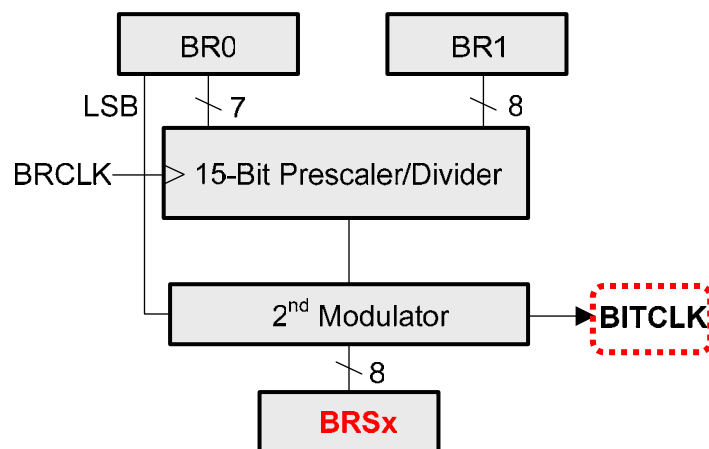 BR0
BR1
LSB
7
8
BRCLK
15-Bit Prescaler/Divider
2nd Modulator
BITCLK
8
BRSx